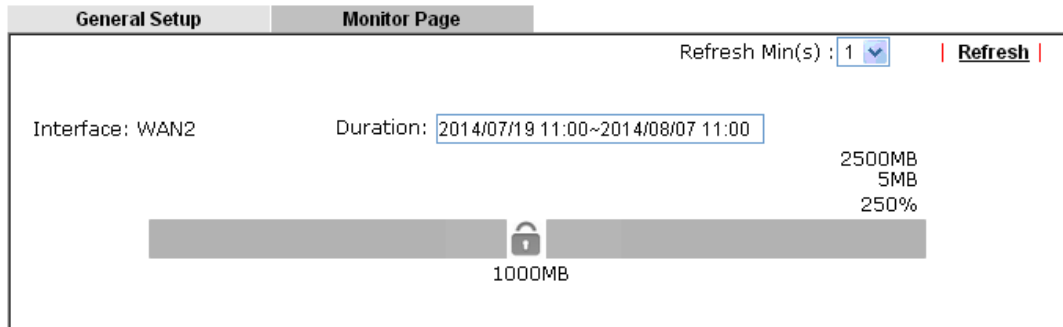 General Setup Monitor Page
Refresh Min(s) : 1 | Refresh |
Interface: WAN2 Duration: 2014/07/19 11:00~2014/08/07 11:00
2500MB
5MB
250%
1000MB